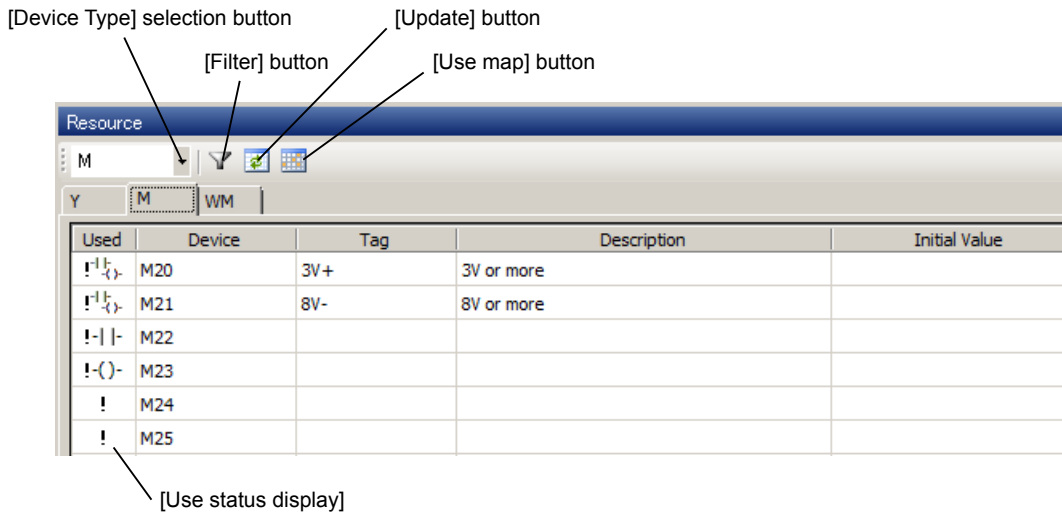 [Device Type] selection button
[Update] button
[Filter] button
[Use map] button
Resource
M
Y M WM
Used Device Tag Description Initial Value
! M20 3V+ 3V or more
! M21 8V- 8V or more
!-| |- M22
!-( )- M23
! M24
! M25
[Use status display]